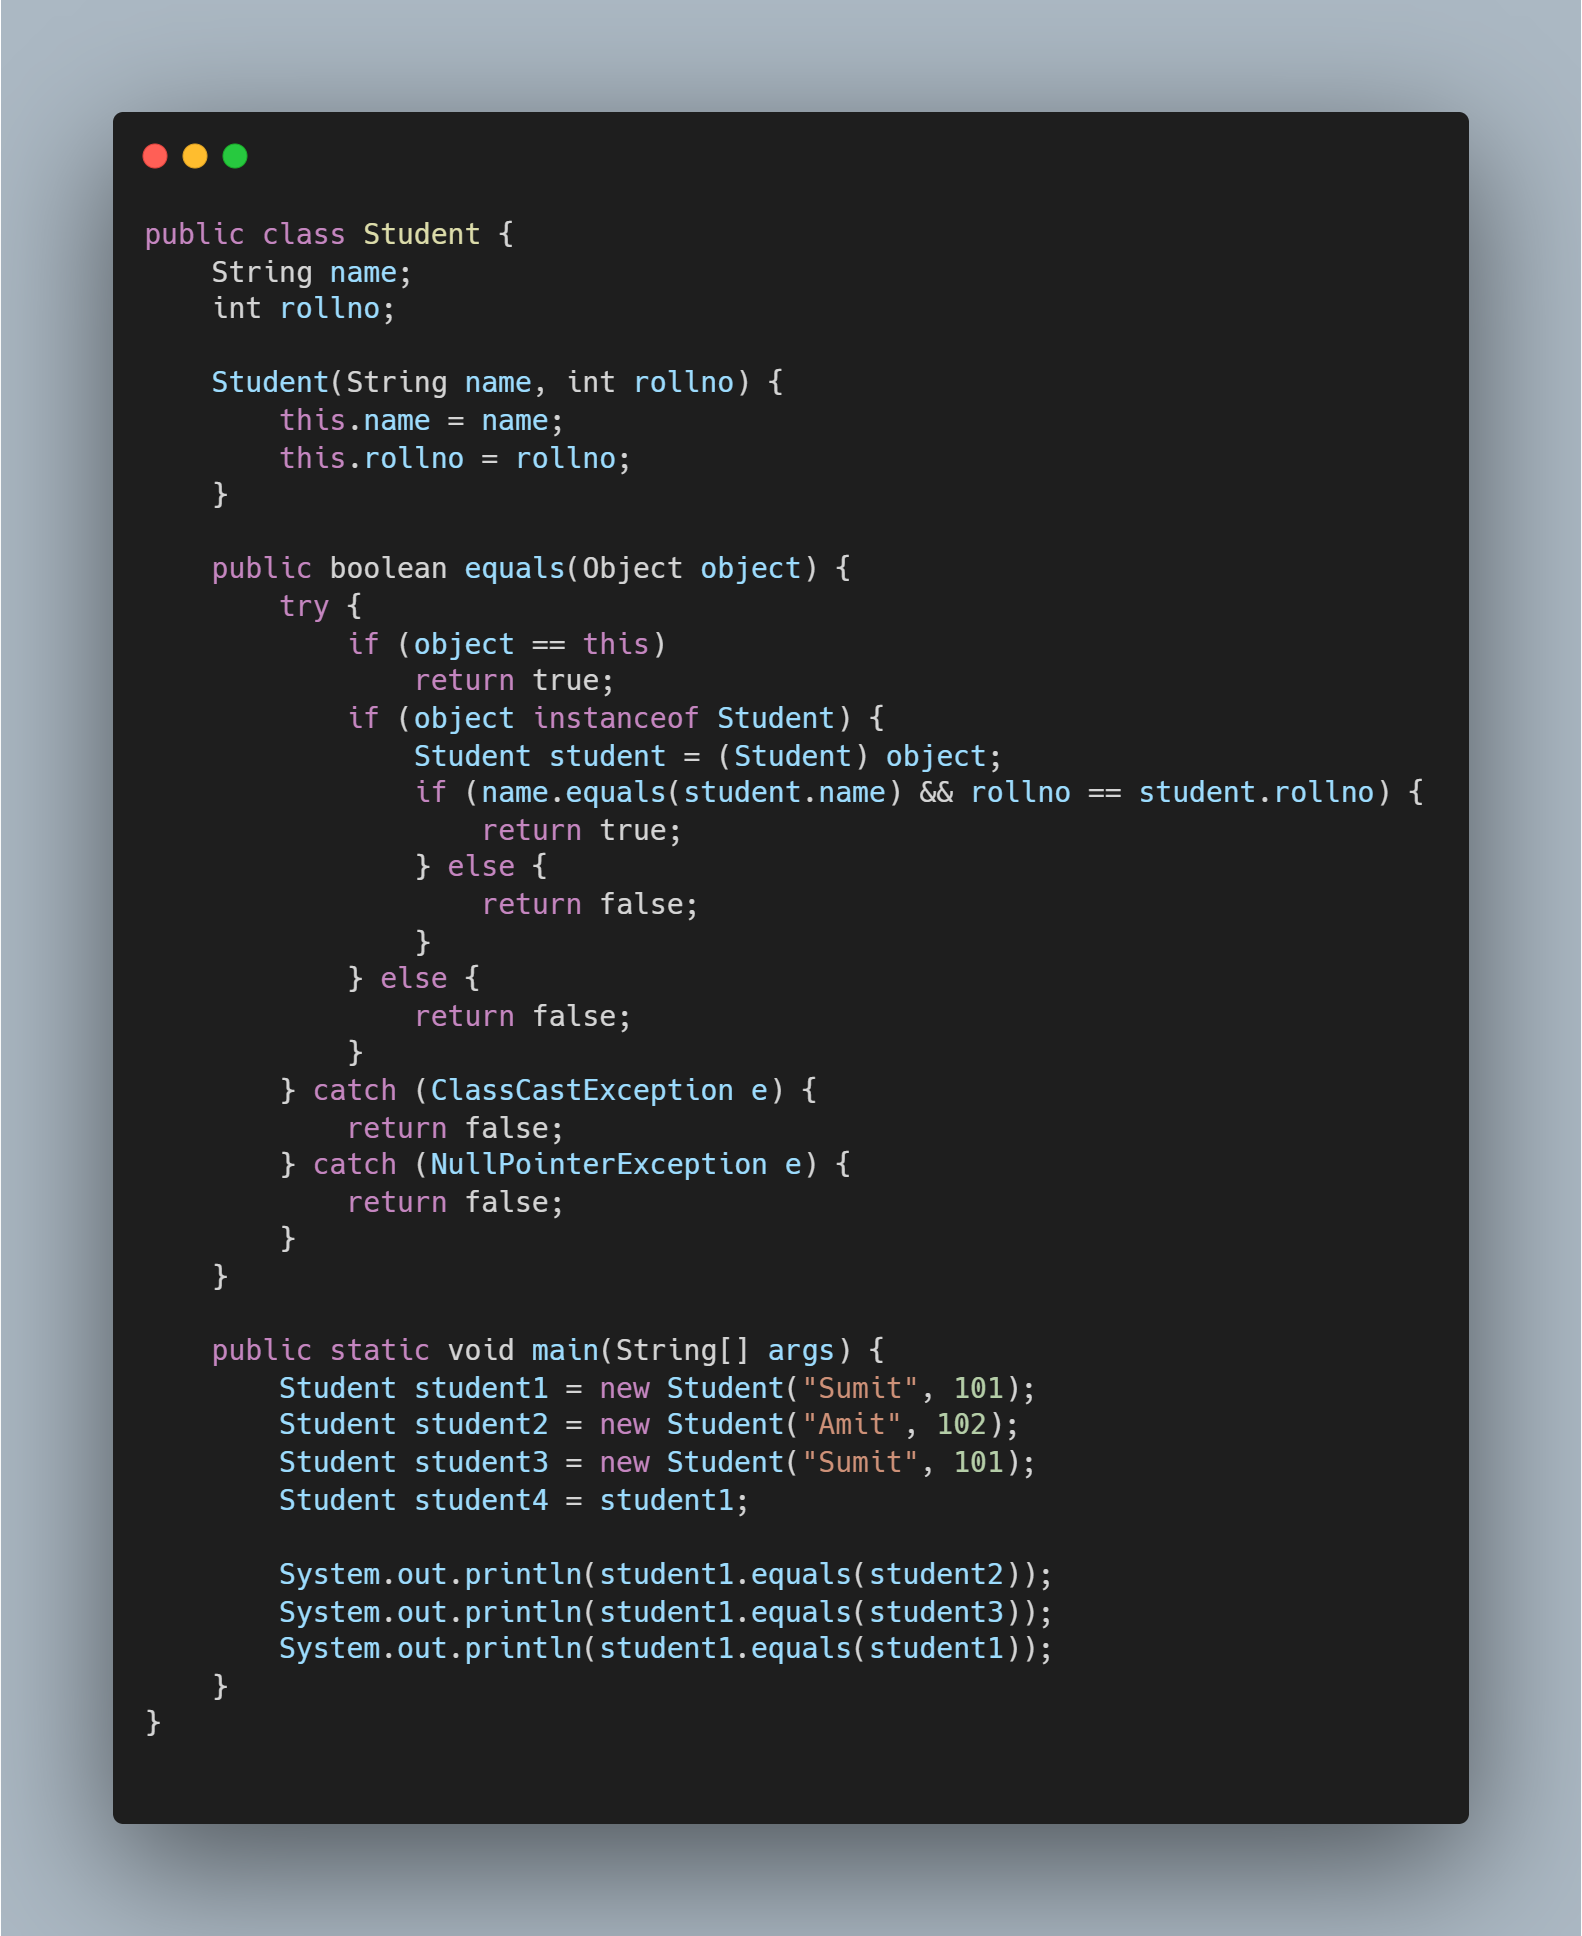 public class Student {
    String name;
    int rollno;

    Student(String name, int rollno) {
        this.name = name;
        this.rollno = rollno;
    }

    public boolean equals(Object object) {
        try {
            if (object == this)
                return true;
            if (object instanceof Student) {
                Student student = (Student) object;
                if (name.equals(student.name) && rollno == student.rollno) {
                    return true;
                } else {
                    return false;
                }
            } else {
                return false;
            }
        } catch (ClassCastException e) {
            return false;
        } catch (NullPointerException e) {
            return false;
        }
    }

    public static void main(String[] args) {
        Student student1 = new Student("Sumit", 101);
        Student student2 = new Student("Amit", 102);
        Student student3 = new Student("Sumit", 101);
        Student student4 = student1;

        System.out.println(student1.equals(student2));
        System.out.println(student1.equals(student3));
        System.out.println(student1.equals(student1));
    }
}